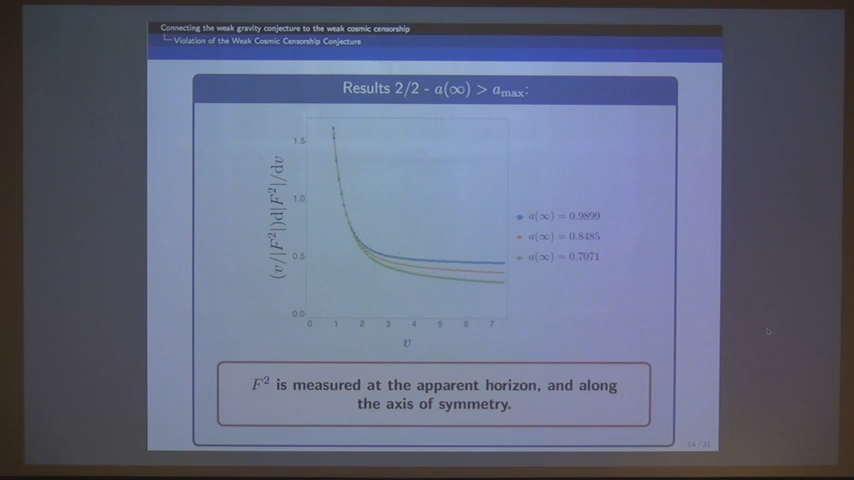 Connecting the weak gravity conjecture to the weak cosmic censorship
Violation of the Weak Cosmic Censorship Conjecture
Results 2/2 - a(∞) > a_max:
(v/|F²|)d|F²|/dv
1.5
1.0
0.5
0.0
0 1 2 3 4 5 6 7
v
a(∞) = 0.9899
a(∞) = 0.8485
a(∞) = 0.7071
F² is measured at the apparent horizon, and along
the axis of symmetry.
14 / 21